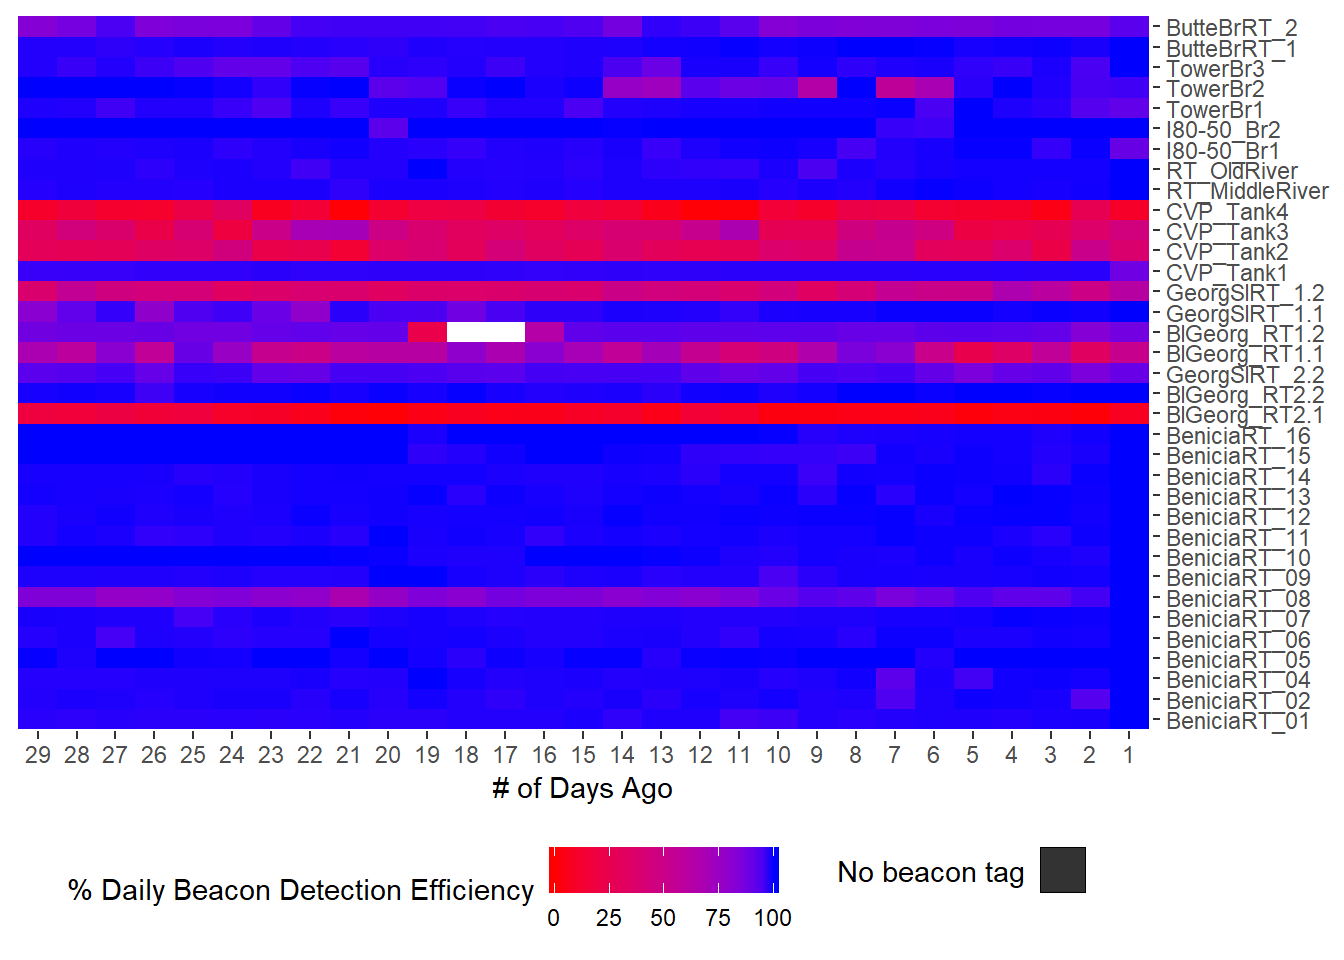 ButteBrRT_2
ButteBrRT_1
TowerBr3
TowerBr2
TowerBr1
I80-50_Br2
I80-50_Br1
RT_OldRiver
RT_MiddleRiver
CVP_Tank4
CVP_Tank3
CVP_Tank2
CVP_Tank1
GeorgSlRT_1.2
GeorgSlRT_1.1
BlGeorg_RT1.2
BlGeorg_RT1.1
GeorgSlRT_2.2
BlGeorg_RT2.2
BlGeorg_RT2.1
BeniciaRT_16
BeniciaRT_15
BeniciaRT_14
BeniciaRT_13
BeniciaRT_12
BeniciaRT_11
BeniciaRT_10
BeniciaRT_09
BeniciaRT_08
BeniciaRT_07
BeniciaRT_06
BeniciaRT_05
BeniciaRT_04
BeniciaRT_02
BeniciaRT_01
29 28 27 26 25 24 23 22 21 20 19 18 17 16 15 14 13 12 11 10 9 8 7 6 5 4 3 2 1
# of Days Ago
% Daily Beacon Detection Efficiency
0 25 50 75 100
No beacon tag